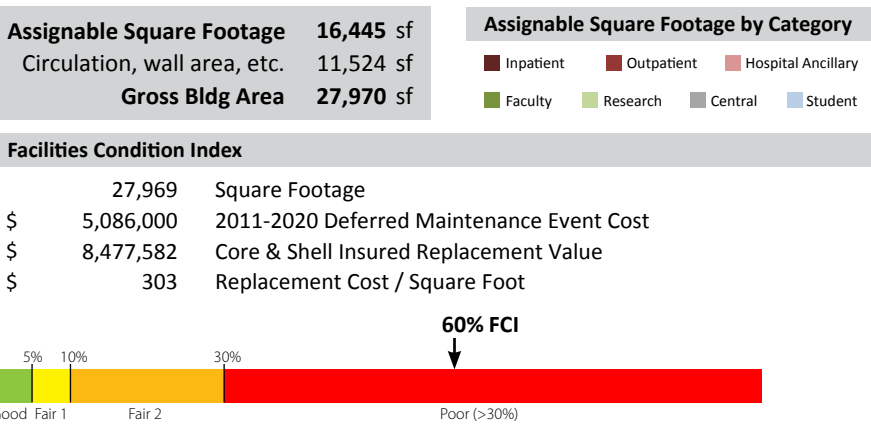 Assignable Square Footage 16,445 sf
Circulation, wall area, etc. 11,524 sf
Gross Bldg Area 27,970 sf
Assignable Square Footage by Category
Inpatient Outpatient Hospital Ancillary
Faculty Research Central Student
Facilities Condition Index
27,969 Square Footage
$ 5,086,000 2011-2020 Deferred Maintenance Event Cost
$ 8,477,582 Core & Shell Insured Replacement Value
$ 303 Replacement Cost / Square Foot
60% FCI
5% 10% 30%
ood Fair 1 Fair 2 Poor (>30%)